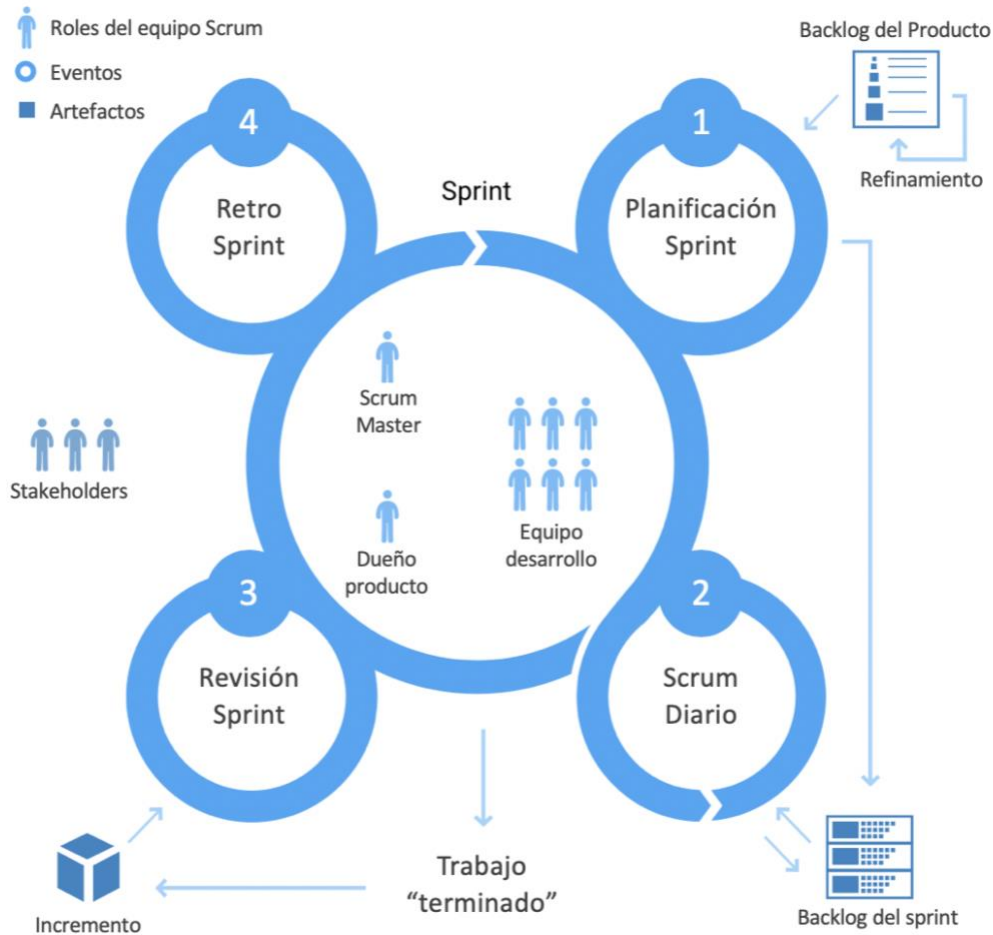 Roles del equipo Scrum
Eventos
Artefactos
Backlog del Producto
Refinamiento
4
Retro
Sprint
Sprint
1
Planificación
Sprint
Scrum
Master
Dueño
producto
Equipo
desarrollo
Stakeholders
3
Revisión
Sprint
2
Scrum
Diario
Trabajo
“terminado”
Incremento
Backlog del sprint